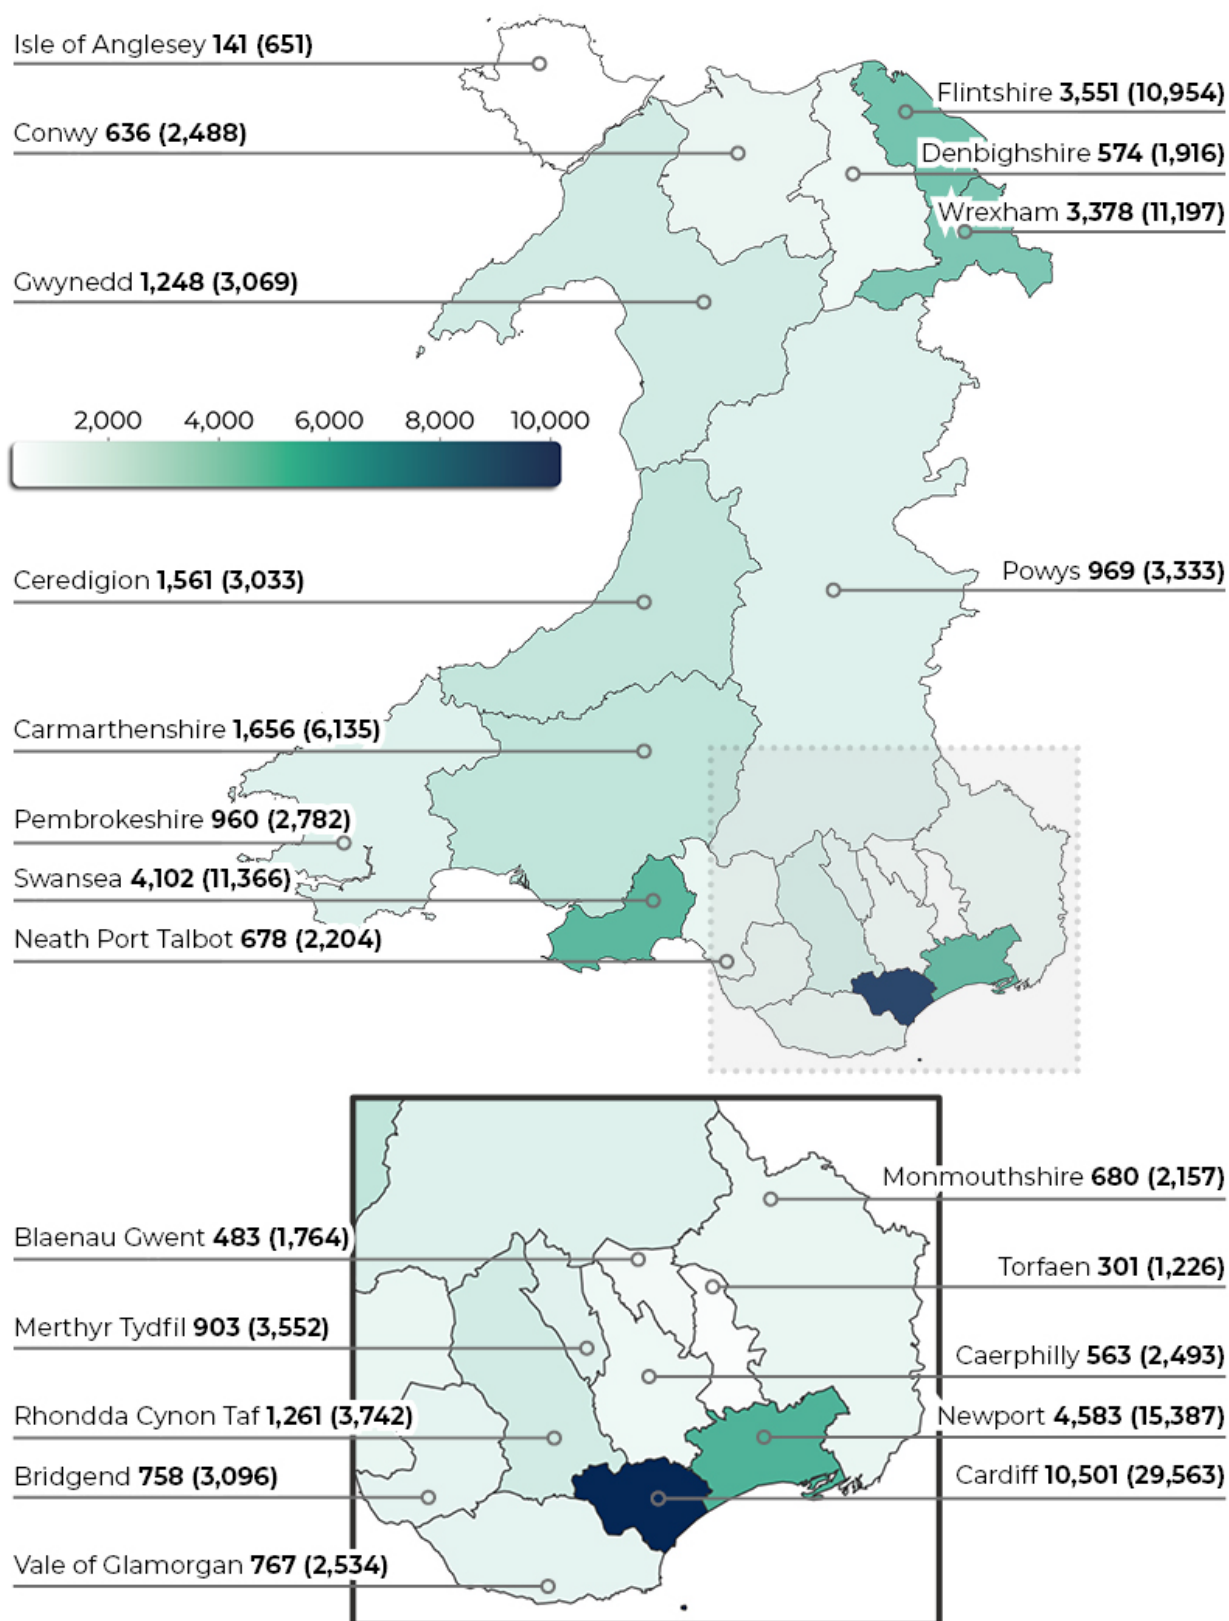 Isle of Anglesey 141 (651)
Flintshire 3,551 (10,954)
Conwy 636 (2,488)
Denbighshire 574 (1,916)
Wrexham 3,378 (11,197)
Gwynedd 1,248 (3,069)
2,000 4,000 6,000 8,000 10,000
Ceredigion 1,561 (3,033)
Powys 969 (3,333)
Carmarthenshire 1,656 (6,135)
Pembrokeshire 960 (2,782)
Swansea 4,102 (11,366)
Neath Port Talbot 678 (2,204)
Monmouthshire 680 (2,157)
Blaenau Gwent 483 (1,764)
Torfaen 301 (1,226)
Merthyr Tydfil 903 (3,552)
Caerphilly 563 (2,493)
Rhondda Cynon Taf 1,261 (3,742)
Newport 4,583 (15,387)
Bridgend 758 (3,096)
Cardiff 10,501 (29,563)
Vale of Glamorgan 767 (2,534)